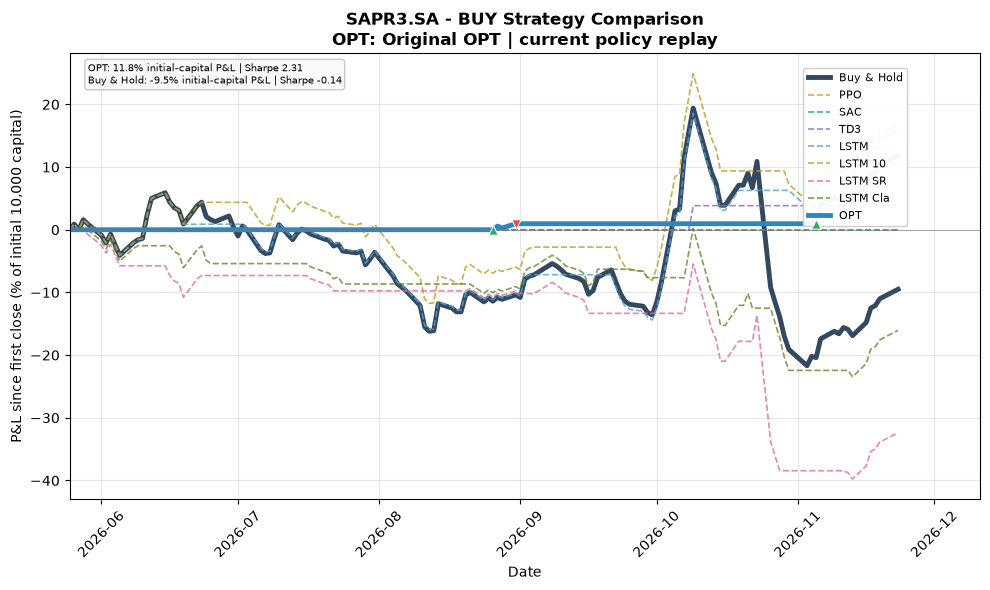 SAPR3.SA - BUY Strategy Comparison
OPT: Original OPT | current policy replay
OPT: 11.8% initial-capital P&L | Sharpe 2.31
Buy & Hold: -9.5% initial-capital P&L | Sharpe -0.14
Buy & Hold
PPO
SAC
TD3
LSTM
LSTM 10
LSTM SR
LSTM Cla
OPT
P&L since first close (% of initial 10,000 capital)
20
10
0
−10
−20
−30
−40
2026-06
2026-07
2026-08
2026-09
2026-10
2026-11
2026-12
Date